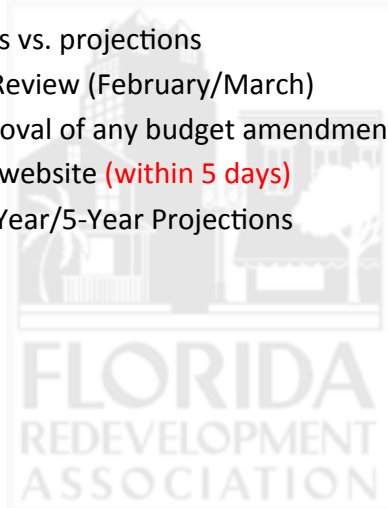 s vs. projections
Review (February/March)
oval of any budget amendmen
website (within 5 days)
Year/5-Year Projections
FLORIDA
REDEVELOPMENT
ASSOCIATION